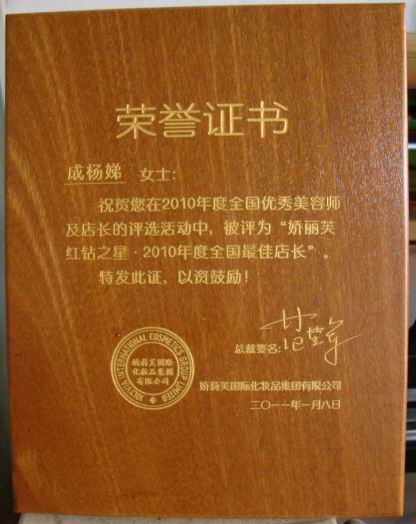 荣誉证书
成杨娣 女士:
祝贺您在2010年度全国优秀美容师
及店长的评选活动中，被评为“娇丽芙
红钻之星·2010年度全国最佳店长”。
特发此证，以资鼓励！
总裁签名:
JOLYVIA INTERNATIONAL COSMETICS GROUP LIMITED
娇莉芙国际
化妆品集团
有限公司
娇莉芙国际化妆品集团有限公司
二〇一一年一月八日